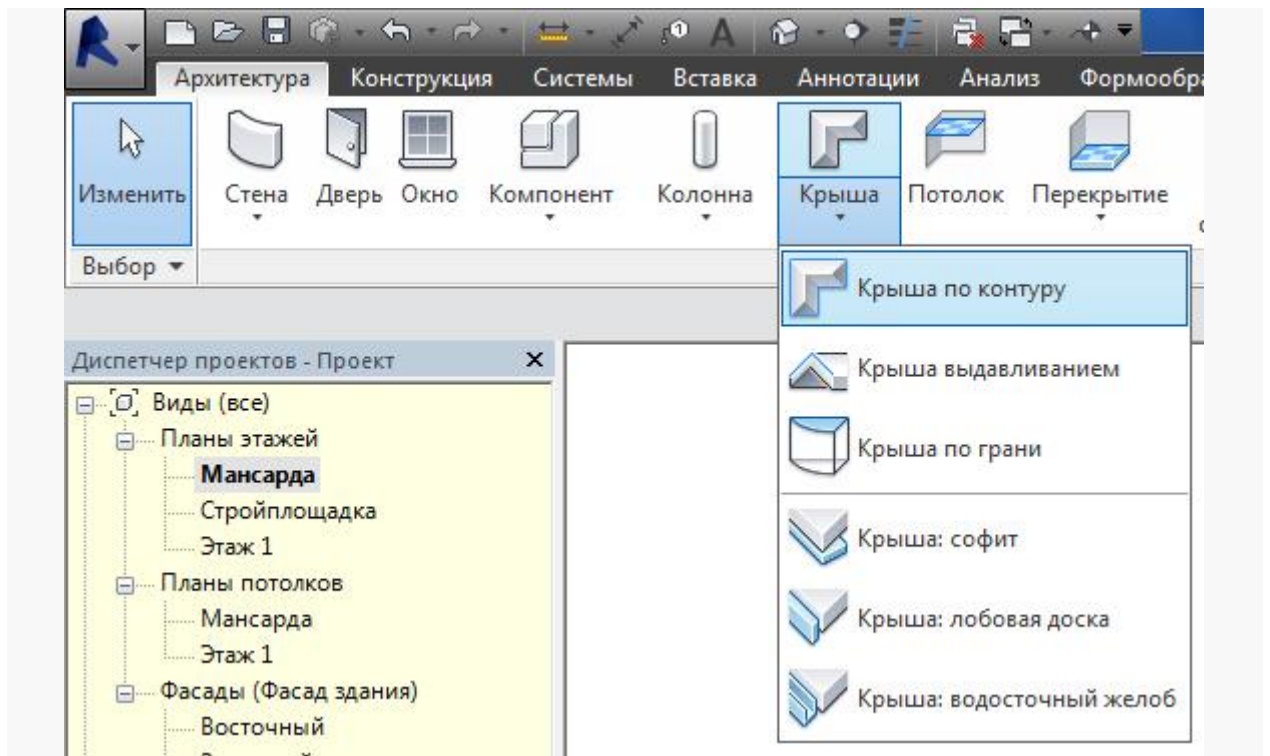 Архитектура Конструкция Системы Вставка Аннотации Анализ Формообр
Изменить Стена Дверь Окно Компонент Колонна Крыша Потолок Перекрытие
Выбор
Крыша по контуру
Крыша выдавливанием
Крыша по грани
Крыша: софит
Крыша: лобовая доска
Крыша: водосточный желоб
Диспетчер проектов - Проект
Виды (все)
Планы этажей
Мансарда
Стройплощадка
Этаж 1
Планы потолков
Мансарда
Этаж 1
Фасады (Фасад здания)
Восточный